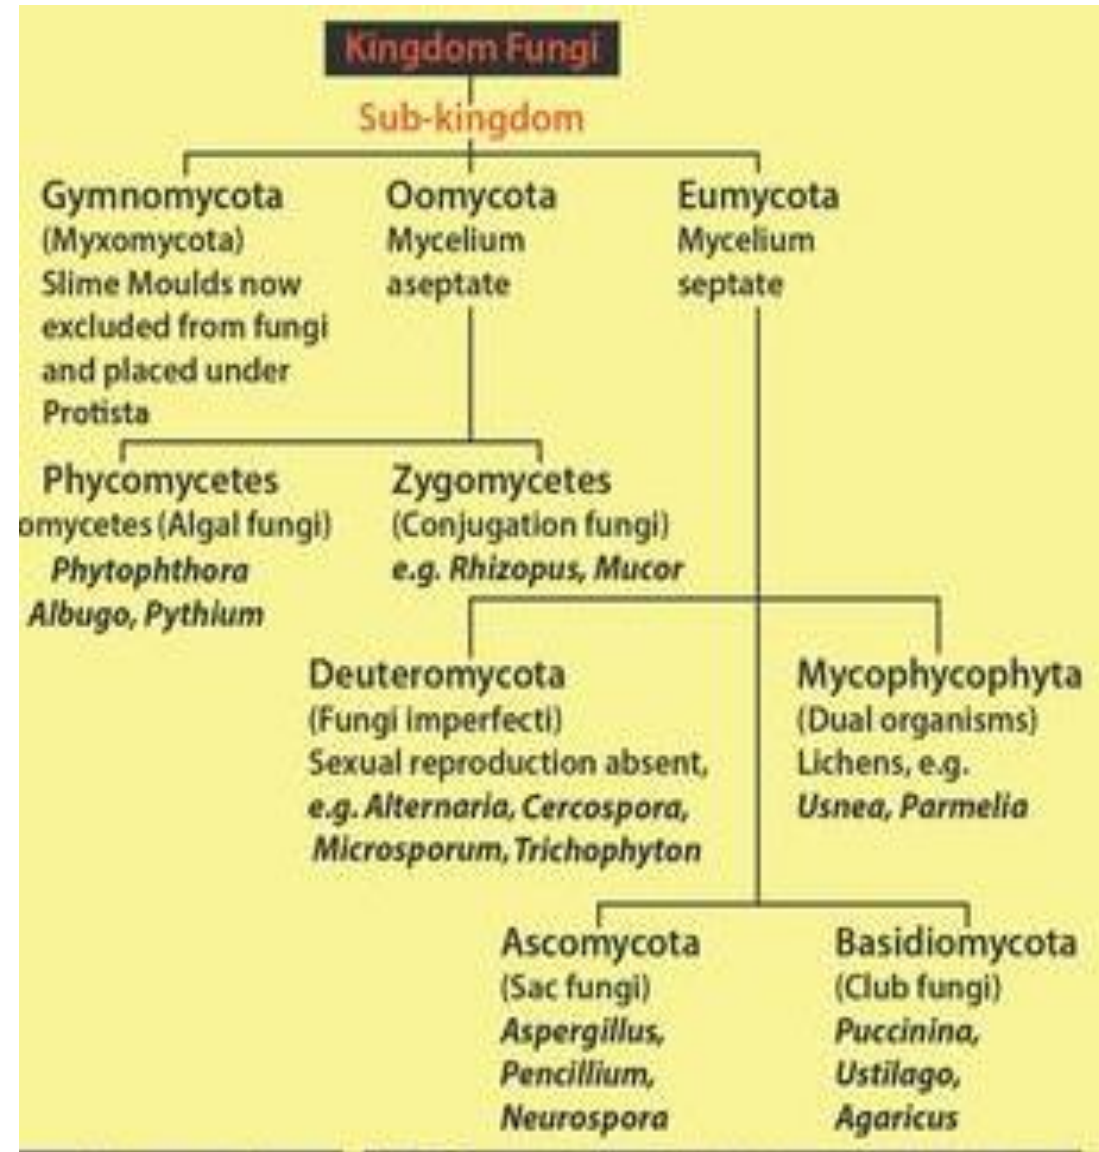 Kingdom Fungi
Sub-kingdom
Gymnomycota
(Myxomycota)
Slime Moulds now
excluded from fungi
and placed under
Protista
Oomycota
Mycelium
aseptate
Eumycota
Mycelium
septate
Phycomycetes
omycetes (Algal fungi)
Phytophthora
Albugo, Pythium
Zygomycetes
(Conjugation fungi)
e.g. Rhizopus, Mucor
Deuteromycota
(Fungi imperfecti)
Sexual reproduction absent,
e.g. Alternaria, Cercospora,
Microsporum, Trichophyton
Mycophycophyta
(Dual organisms)
Lichens, e.g.
Usnea, Parmelia
Ascomycota
(Sac fungi)
Aspergillus,
Pencillium,
Neurospora
Basidiomycota
(Club fungi)
Puccinina,
Ustilago,
Agaricus